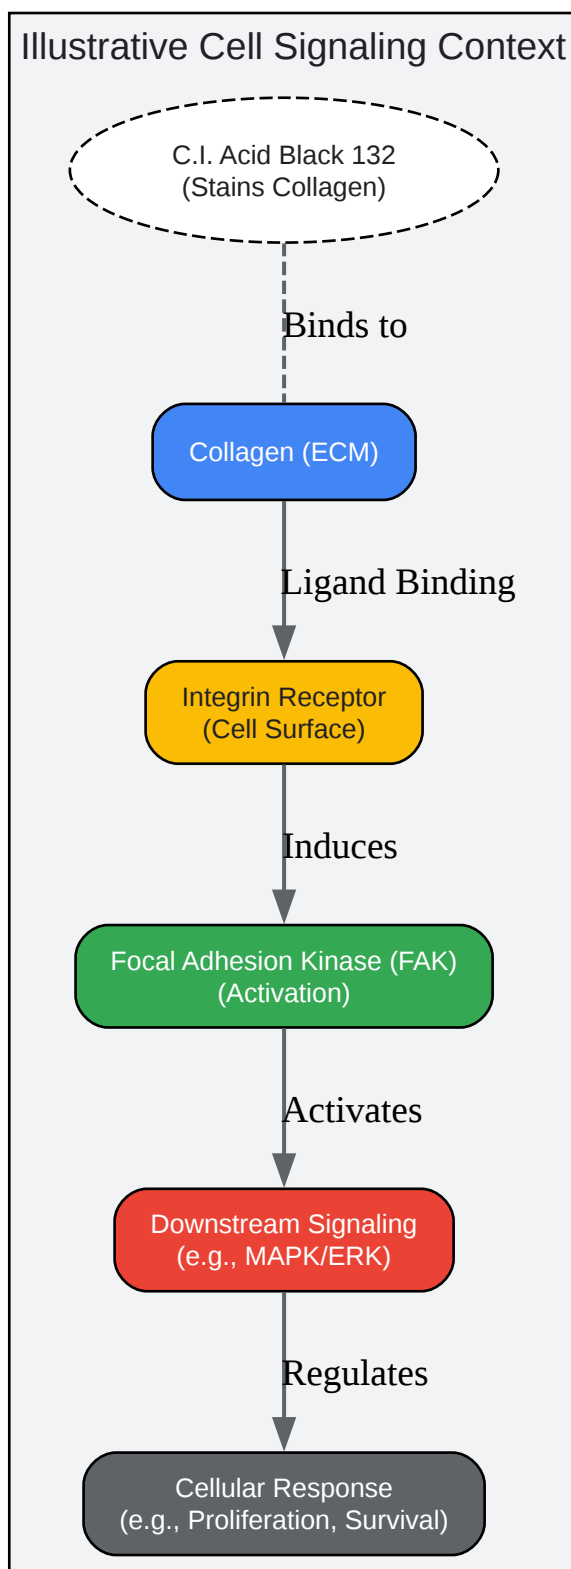 Illustrative Cell Signaling Context
C.I. Acid Black 132
(Stains Collagen)
Binds to
Collagen (ECM)
Ligand Binding
Integrin Receptor
(Cell Surface)
Induces
Focal Adhesion Kinase (FAK)
(Activation)
Activates
Downstream Signaling
(e.g., MAPK/ERK)
Regulates
Cellular Response
(e.g., Proliferation, Survival)